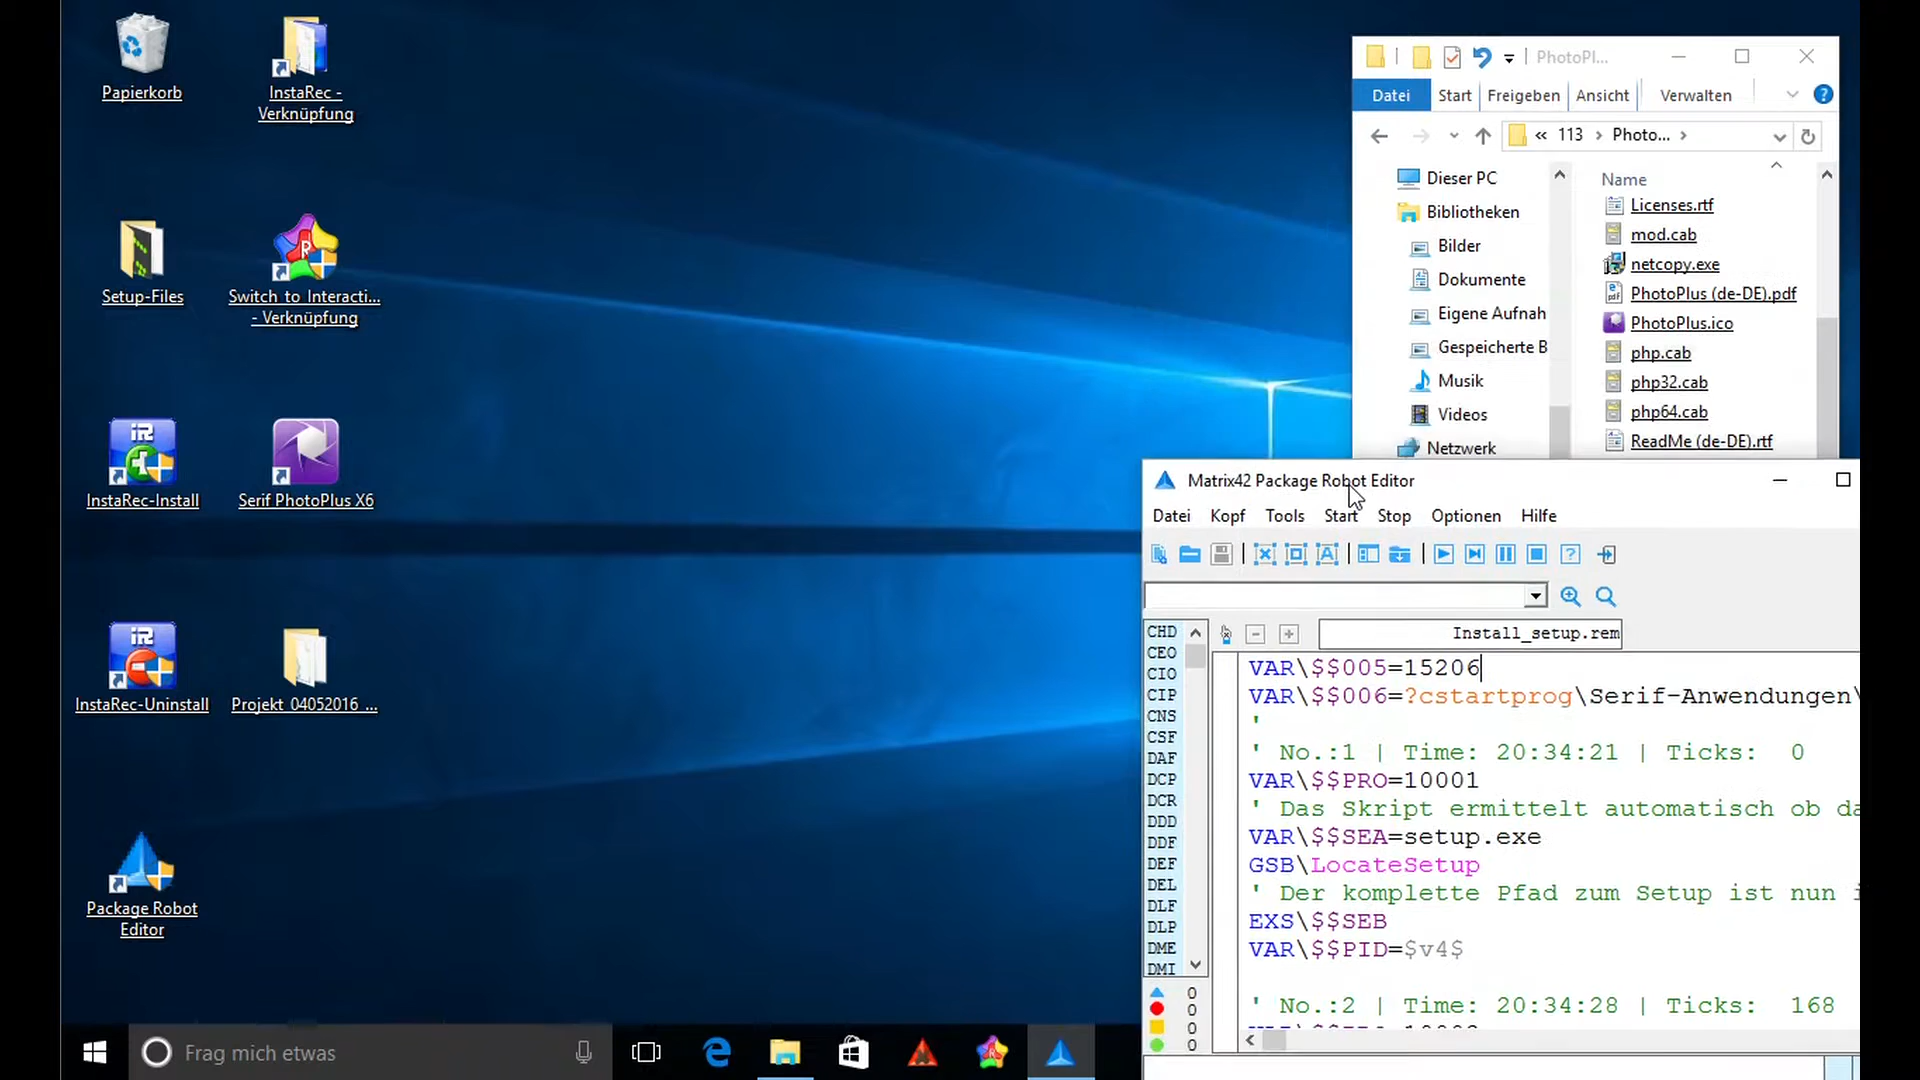 Papierkorb
InstaRec -
Verknüpfung
Setup-Files
Switch to Interacti...
- Verknüpfung
InstaRec-Install
Serif PhotoPlus X6
InstaRec-Uninstall
Projekt_04052016_...
Package Robot
Editor
PhotoPl...
Datei Start Freigeben Ansicht Verwalten
« 113 › Photo... ›
Dieser PC
Bibliotheken
Bilder
Dokumente
Eigene Aufnah
Gespeicherte B
Musik
Videos
Netzwerk
Name
Licenses.rtf
mod.cab
netcopy.exe
PhotoPlus (de-DE).pdf
PhotoPlus.ico
php.cab
php32.cab
php64.cab
ReadMe (de-DE).rtf
Matrix42 Package Robot Editor
Datei Kopf Tools Start Stop Optionen Hilfe
Install_setup.rem
CHD
CEO
CIO
CIP
CNS
CSF
DAF
DCP
DCR
DDD
DDF
DEF
DEL
DLF
DLP
DME
DMI
0
0
0
0
VAR\$$005=15206
VAR\$$006=?cstartprog\Serif-Anwendungen\
'
' No.:1 | Time: 20:34:21 | Ticks: 0
VAR\$$PRO=10001
' Das Skript ermittelt automatisch ob da
VAR\$$SEA=setup.exe
GSB\LocateSetup
' Der komplette Pfad zum Setup ist nun i
EXS\$$SEB
VAR\$$PID=$v4$
' No.:2 | Time: 20:34:28 | Ticks: 168
Frag mich etwas